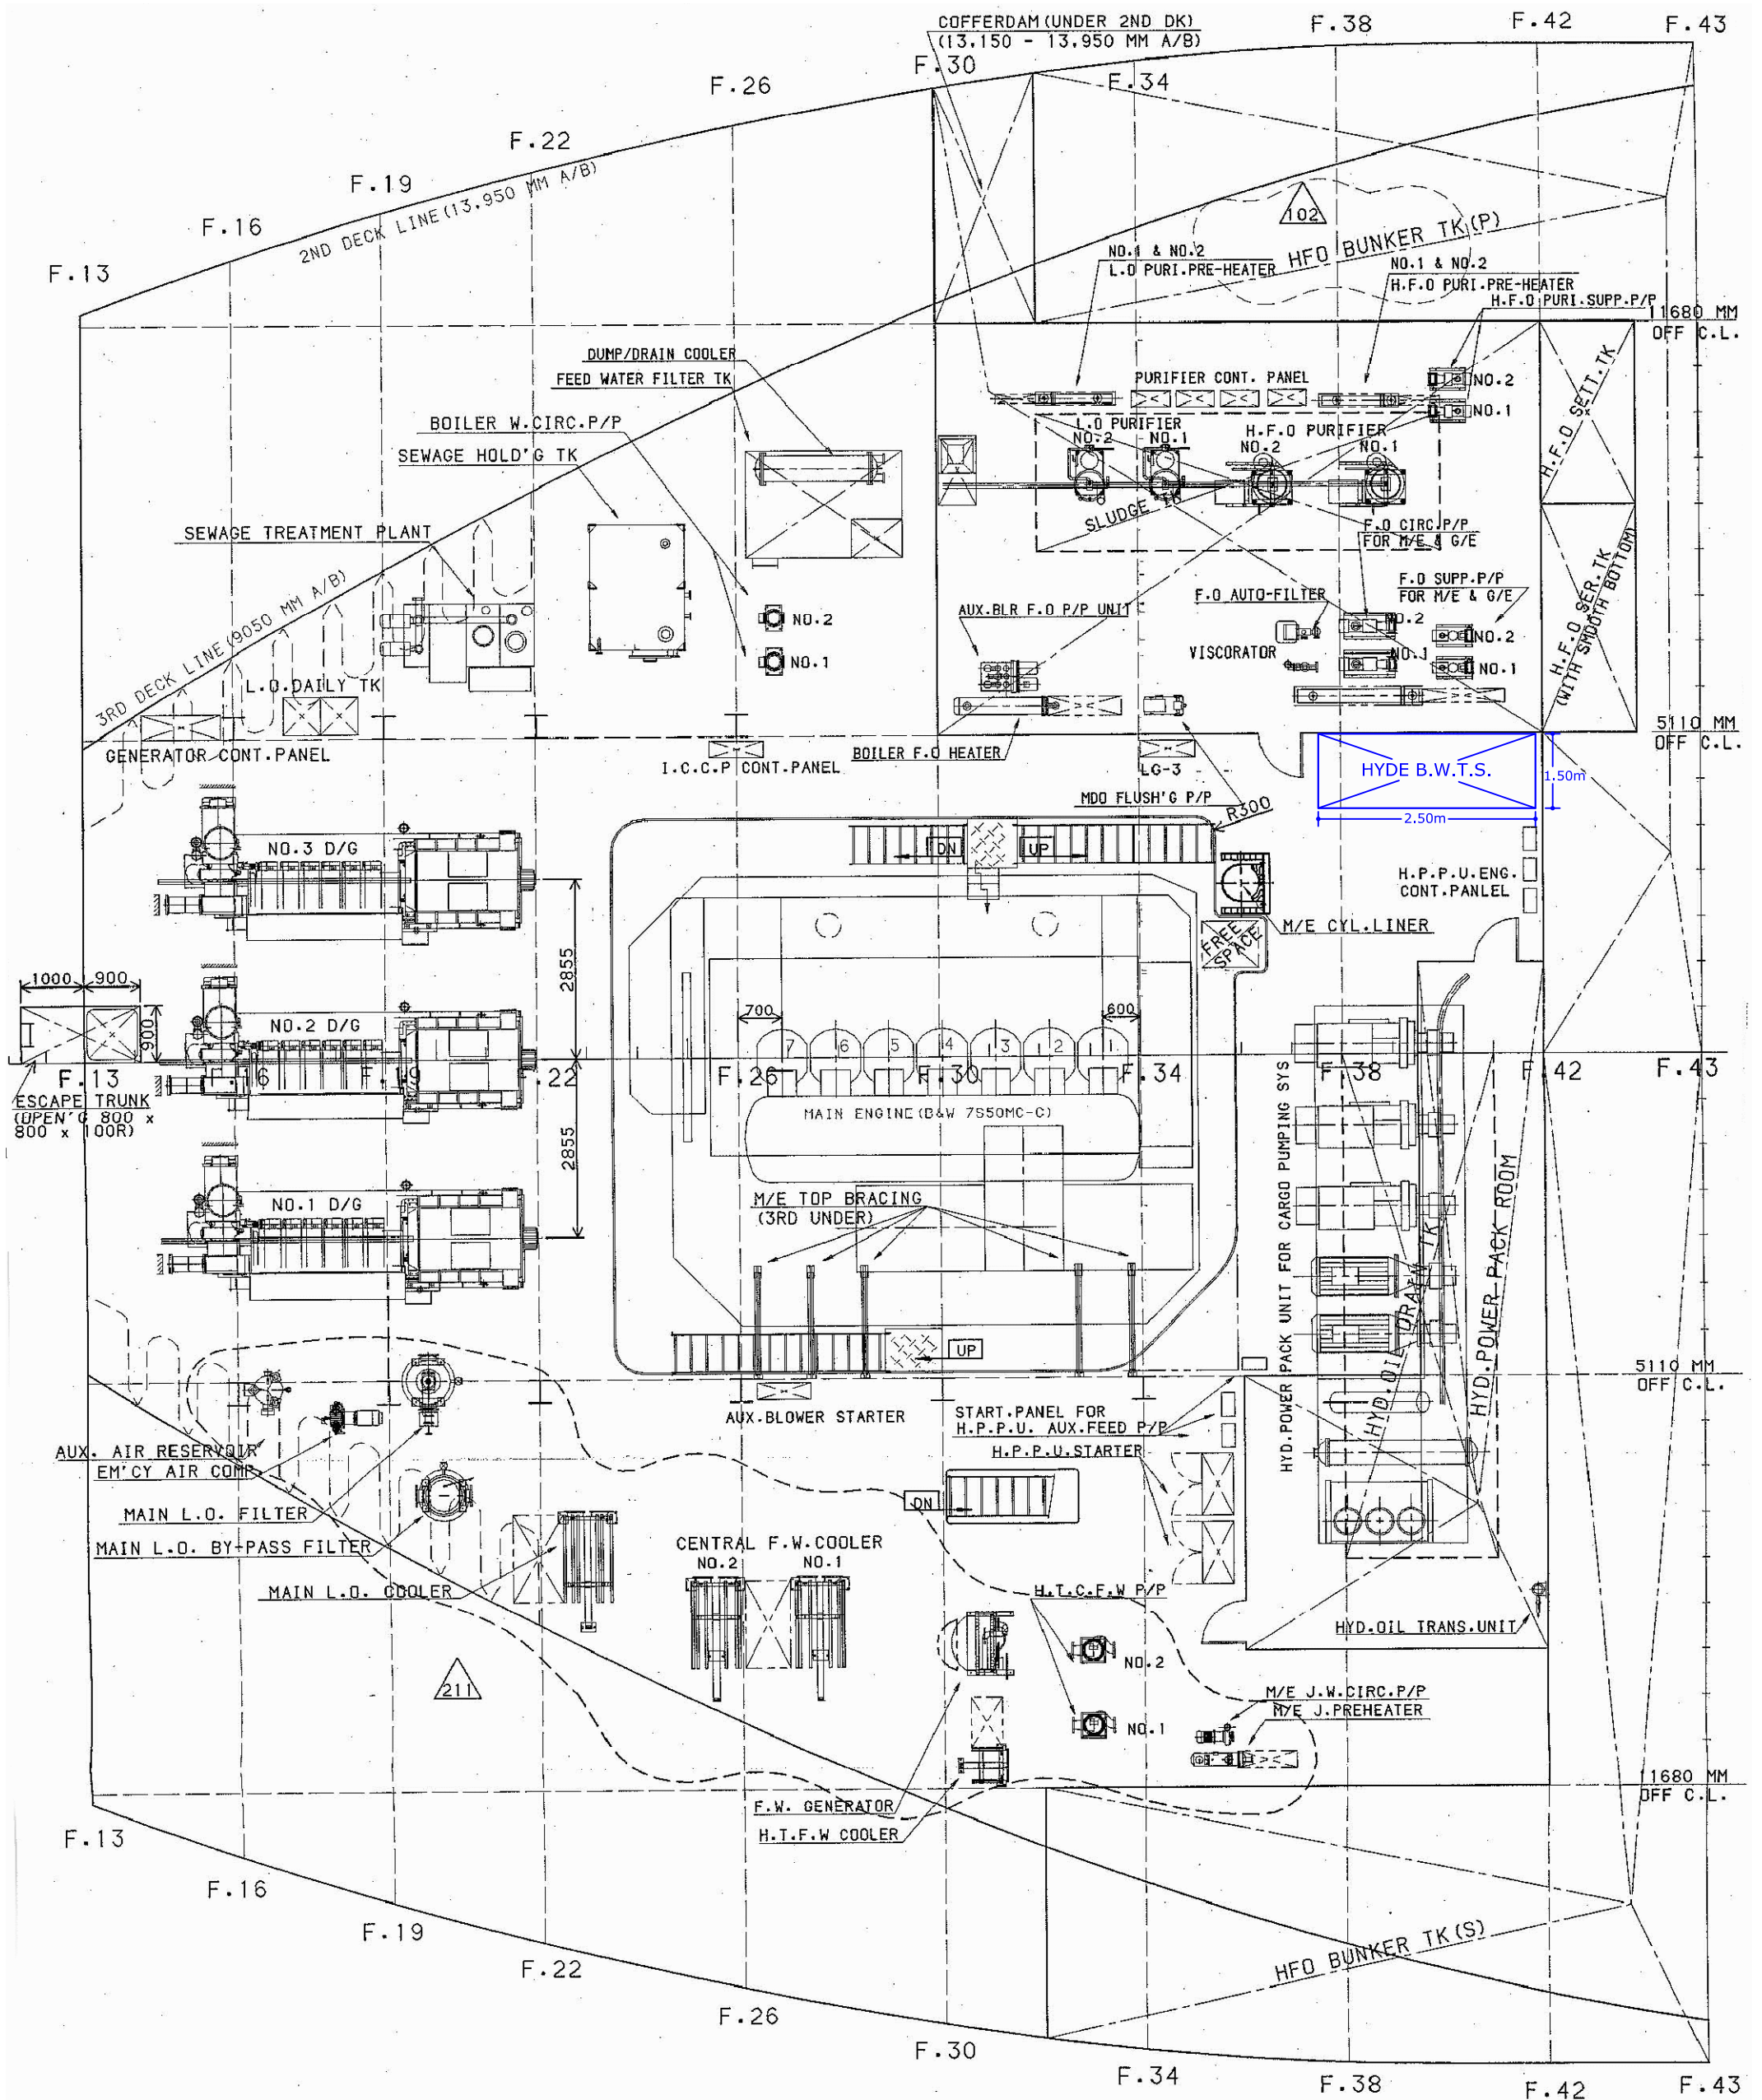 COFFERDAM(UNDER 2ND DK)
(13.150 - 13.950 MM A/B)
F.38
F.42
F.43
F.30
F.34
F.26
F.22
F.19
F.16
F.13
2ND DECK LINE(13.950 MM A/B)
102
HFO BUNKER TK(P)
NO.1 & NO.2
L.O PURI.PRE-HEATER
NO.1 & NO.2
H.F.O PURI.PRE-HEATER
H.F.O PURI.SUPP.P/P
11680 MM
OFF C.L.
DUMP/DRAIN COOLER
FEED WATER FILTER TK
PURIFIER CONT. PANEL
NO.2
NO.1
H.F.O SETT.TK
BOILER W.CIRC.P/P
SEWAGE HOLD'G TK
L.O PURIFIER
NO.2
NO.1
H.F.O PURIFIER
NO.2
NO.1
SLUDGE TK
SEWAGE TREATMENT PLANT
F.O CIRC.P/P
FOR M/E & G/E
F.O SUPP.P/P
FOR M/E & G/E
H.F.O SER.TK
(WITH SMOOTH BOTTOM)
3RD DECK LINE(9050 MM A/B)
AUX.BLR F.O P/P UNIT
F.O AUTO-FILTER
NO.2
NO.2
NO.2
VISCORATOR
NO.1
NO.1
NO.1
L.O.DAILY TK
GENERATOR CONT.PANEL
I.C.C.P CONT.PANEL
BOILER F.O HEATER
LG-3
MDO FLUSH'G P/P
5110 MM
OFF C.L.
HYDE B.W.T.S.
1.50m
2.50m
R300
NO.3 D/G
DN
UP
H.P.P.U.ENG.
CONT.PANLEL
M/E CYL.LINER
FREE
SPACE
2855
1000
900
900
NO.2 D/G
700
600
7
6
5
4
3
2
1
F.13
F.19
F.26
F.30
F.34
F.38
F.42
F.43
ESCAPE TRUNK
(OPEN'G 800 x
800 x 100R)
MAIN ENGINE(B&W 7S50MC-C)
2855
NO.1 D/G
M/E TOP BRACING
(3RD UNDER)
HYD.POWER PACK UNIT FOR CARGO PUMPING SYS
HYD.OIL DRAIN TK
HYD.POWER PACK ROOM
UP
5110 MM
OFF C.L.
AUX.BLOWER STARTER
START.PANEL FOR
H.P.P.U. AUX.FEED P/P
H.P.P.U.STARTER
AUX. AIR RESERVOIR
EM'CY AIR COMP.
MAIN L.O. FILTER
MAIN L.O. BY-PASS FILTER
MAIN L.O. COOLER
DN
CENTRAL F.W.COOLER
NO.2
NO.1
H.T.C.F.W P/P
HYD.OIL TRANS.UNIT
NO.2
211
NO.1
M/E J.W.CIRC.P/P
M/E J.PREHEATER
11680 MM
OFF C.L.
F.W. GENERATOR
H.T.F.W COOLER
F.13
F.16
F.19
F.22
F.26
F.30
F.34
F.38
F.42
F.43
HFO BUNKER TK(S)